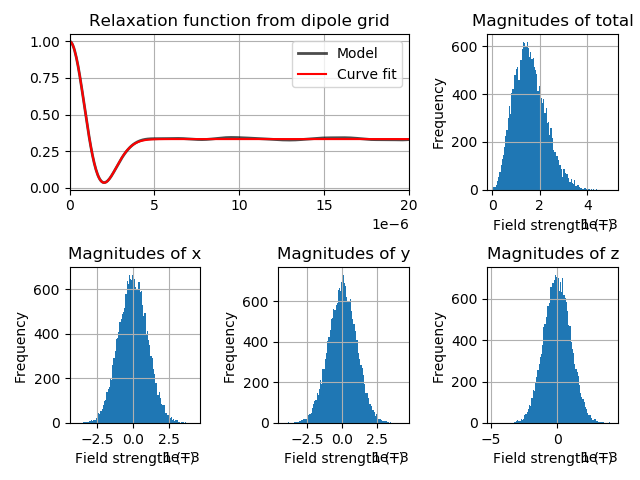 Relaxation function from dipole grid
1.00
0.75
0.50
0.25
0.00
Model
Curve fit
0 5 10 15 20
1e−6
Magnitudes of total
Frequency
600
400
200
0
0 2 4
Field strength (T)
1e−3
Magnitudes of x
Frequency
600
400
200
0
−2.5 0.0 2.5
Field strength (T)
1e−3
Magnitudes of y
Frequency
600
400
200
0
−2.5 0.0 2.5
Field strength (T)
1e−3
Magnitudes of z
Frequency
600
400
200
0
−5 0
Field strength (T)
1e−3